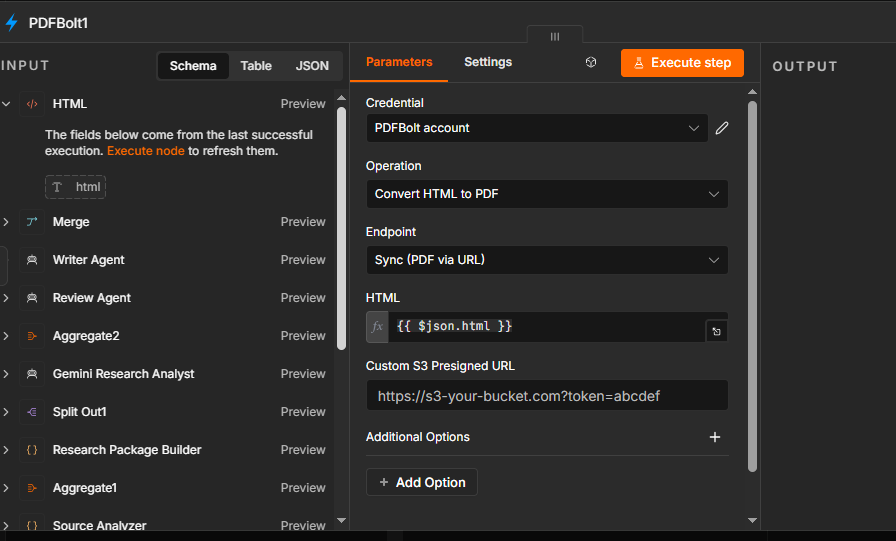 PDFBolt1
INPUT
Schema
Table
JSON
</> HTML
Preview
The fields below come from the last successful
execution. Execute node to refresh them.
T html
Merge
Preview
Writer Agent
Preview
Review Agent
Preview
Aggregate2
Preview
Gemini Research Analyst
Preview
Split Out1
Preview
Research Package Builder
Preview
Aggregate1
Preview
Source Analyzer
Preview
Parameters
Settings
Execute step
Credential
PDFBolt account
Operation
Convert HTML to PDF
Endpoint
Sync (PDF via URL)
HTML
fx {{ $json.html }}
Custom S3 Presigned URL
https://s3-your-bucket.com?token=abcdef
Additional Options
+ Add Option
OUTPUT